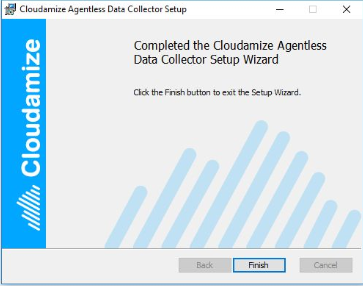 Cloudamize Agentless Data Collector Setup
Cloudamize
Completed the Cloudamize Agentless
Data Collector Setup Wizard
Click the Finish button to exit the Setup Wizard.
Back
Finish
Cancel